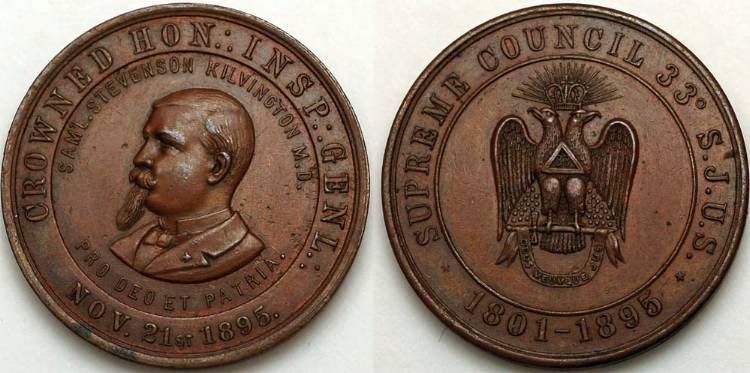 CROWNED HON∴ INSP∴ GENL∴
SAML. STEVENSON KILVINGTON M.D.
PRO DEO ET PATRIA.
NOV. 21ST 1895.
SUPREME COUNCIL 33° S.J.U.S.
* 1801-1895 *